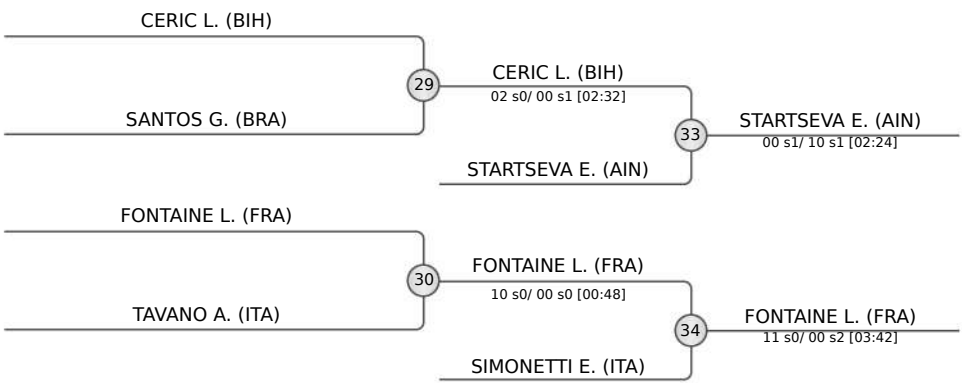 CERIC L. (BIH)
29
CERIC L. (BIH)
02 s0/ 00 s1 [02:32]
SANTOS G. (BRA)
33
STARTSEVA E. (AIN)
00 s1/ 10 s1 [02:24]
STARTSEVA E. (AIN)
FONTAINE L. (FRA)
30
FONTAINE L. (FRA)
10 s0/ 00 s0 [00:48]
TAVANO A. (ITA)
34
FONTAINE L. (FRA)
11 s0/ 00 s2 [03:42]
SIMONETTI E. (ITA)